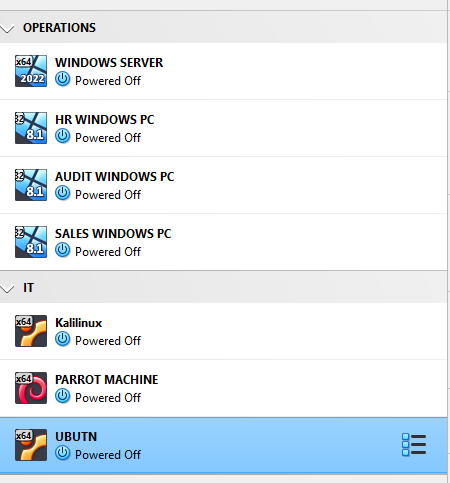 OPERATIONS
x64
2022
WINDOWS SERVER
Powered Off
32
8.1
HR WINDOWS PC
Powered Off
32
8.1
AUDIT WINDOWS PC
Powered Off
32
8.1
SALES WINDOWS PC
Powered Off
IT
x64
Kalilinux
Powered Off
x64
PARROT MACHINE
Powered Off
x64
UBUTN
Powered Off